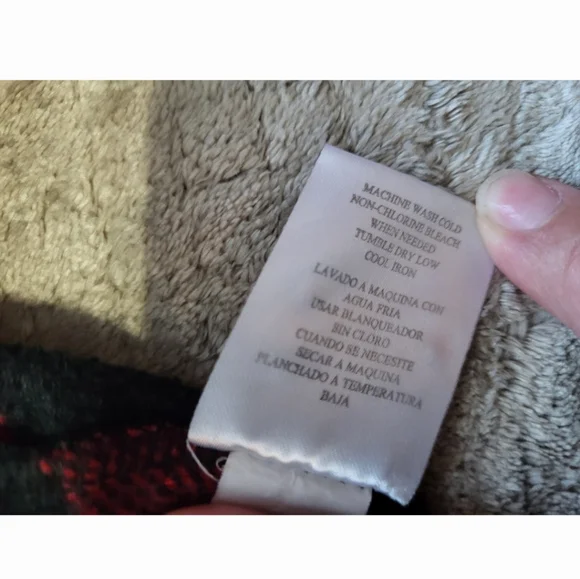 MACHINE WASH COLD
NON-CHLORINE BLEACH
WHEN NEEDED
TUMBLE DRY LOW
COOL IRON
LAVADO A MAQUINA CON
AGUA FRIA
USAR BLANQUEADOR
SIN CLORO
CUANDO SE NECESITE
SECAR A MAQUINA
PLANCHADO A TEMPERATURA
BAJA